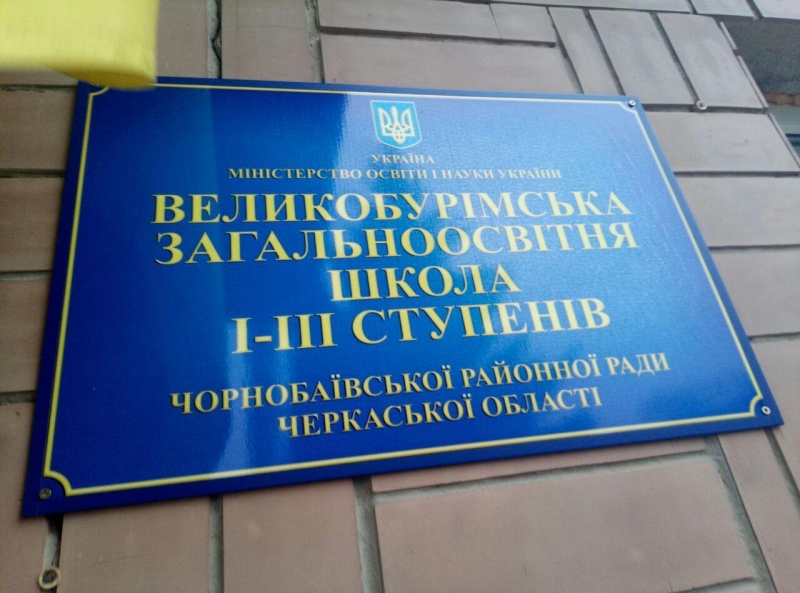 УКРАЇНА
МІНІСТЕРСТВО ОСВІТИ І НАУКИ УКРАЇНИ
ВЕЛИКОБУРІМСЬКА
ЗАГАЛЬНООСВІТНЯ
ШКОЛА
І-ІІІ СТУПЕНІВ
ЧОРНОБАЇВСЬКОЇ РАЙОННОЇ РАДИ
ЧЕРКАСЬКОЇ ОБЛАСТІ